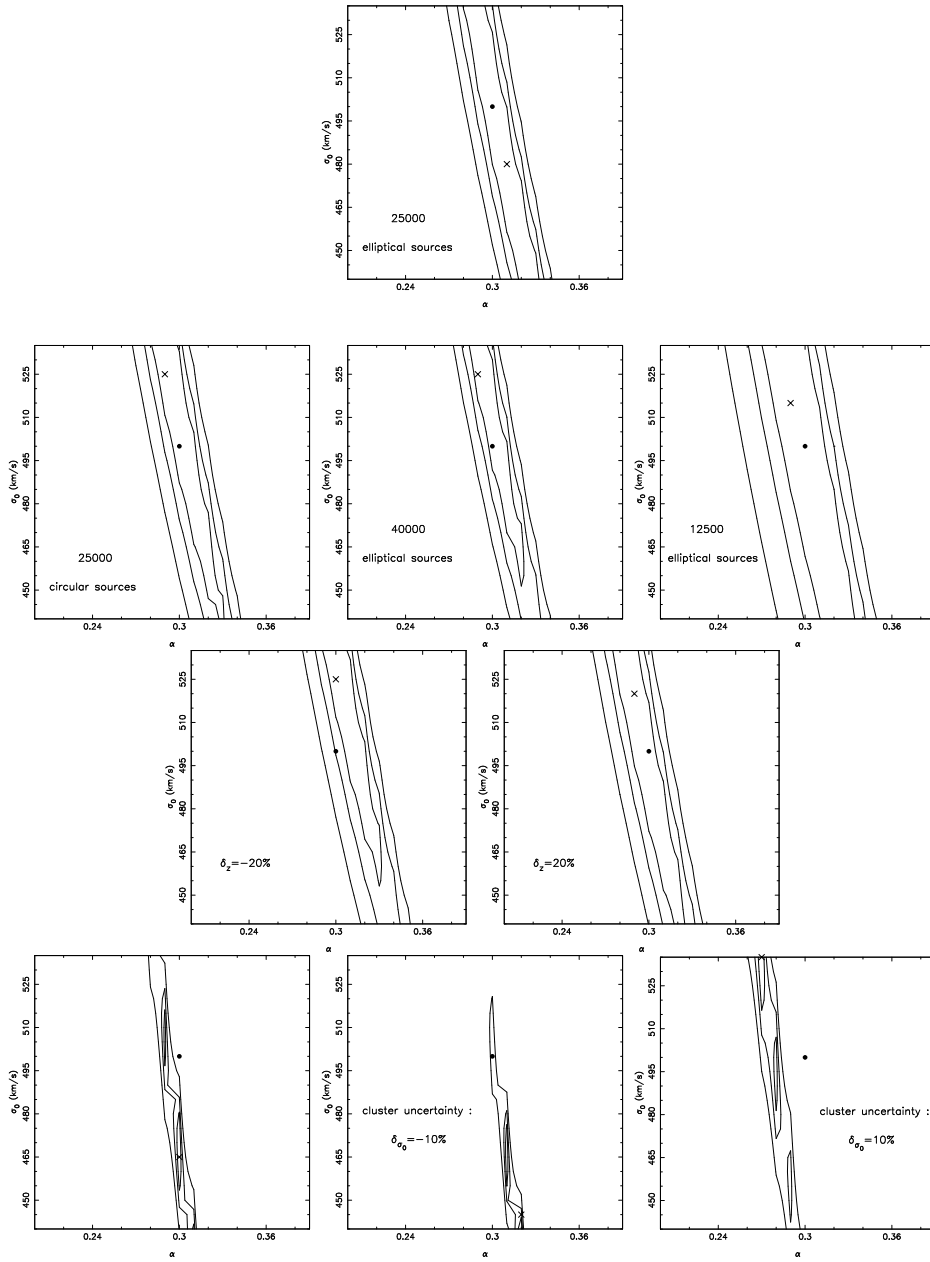 525
510
495
480
465
450
σ0 (km/s)
25000
elliptical sources
0.24 0.3 0.36
α
525
510
495
480
465
450
σ0 (km/s)
25000
circular sources
0.24 0.3 0.36
α
525
510
495
480
465
450
σ0 (km/s)
40000
elliptical sources
0.24 0.3 0.36
α
525
510
495
480
465
450
σ0 (km/s)
12500
elliptical sources
0.24 0.3 0.36
α
525
510
495
480
465
450
σ0 (km/s)
δz=−20%
0.24 0.3 0.36
α
525
510
495
480
465
450
σ0 (km/s)
δz=20%
0.24 0.3 0.36
α
525
510
495
480
465
450
σ0 (km/s)
0.24 0.3 0.36
α
525
510
495
480
465
450
σ0 (km/s)
cluster uncertainty :
δσ0=−10%
0.24 0.3 0.36
α
525
510
495
480
465
450
σ0 (km/s)
cluster uncertainty :
δσ0=10%
0.24 0.3 0.36
α